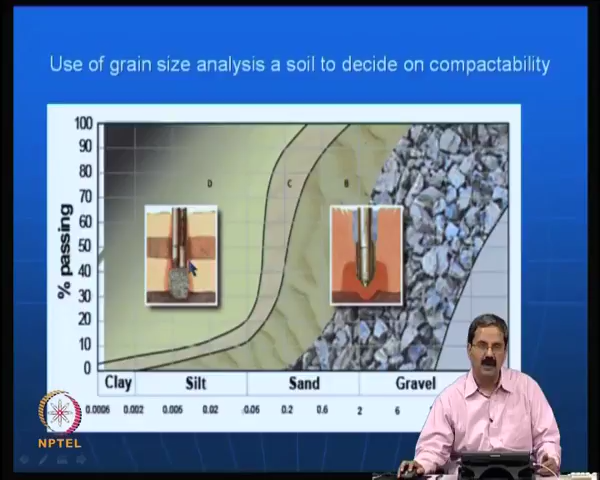 Use of grain size analysis a soil to decide on compactability
100
90
80
70
60
50
40
30
20
10
0
% passing
D
C
B
Clay
Silt
Sand
Gravel
0.0006
0.002
0.006
0.02
0.06
0.2
0.6
2
6
NPTEL